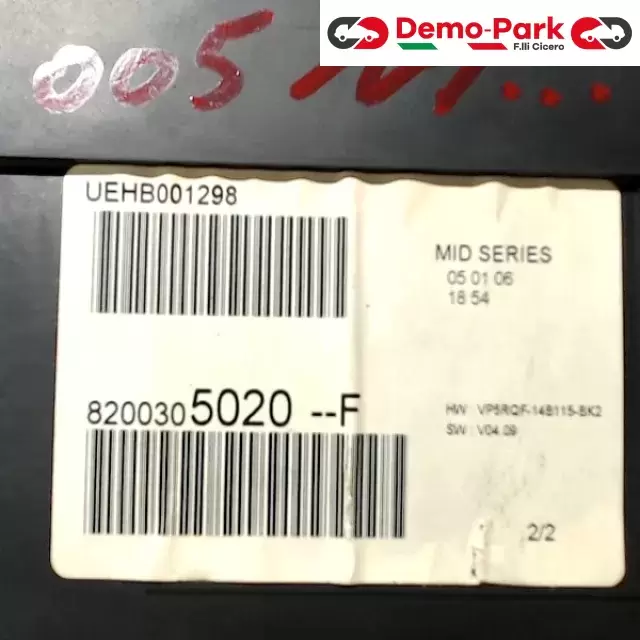 Demo-Park
F.lli Cicero
005
UEHB001298
MID SERIES
05 01 06
18 54
8200305020 --F
HW: VP5RQF-14B115-BK2
SW: V04.09
2/2